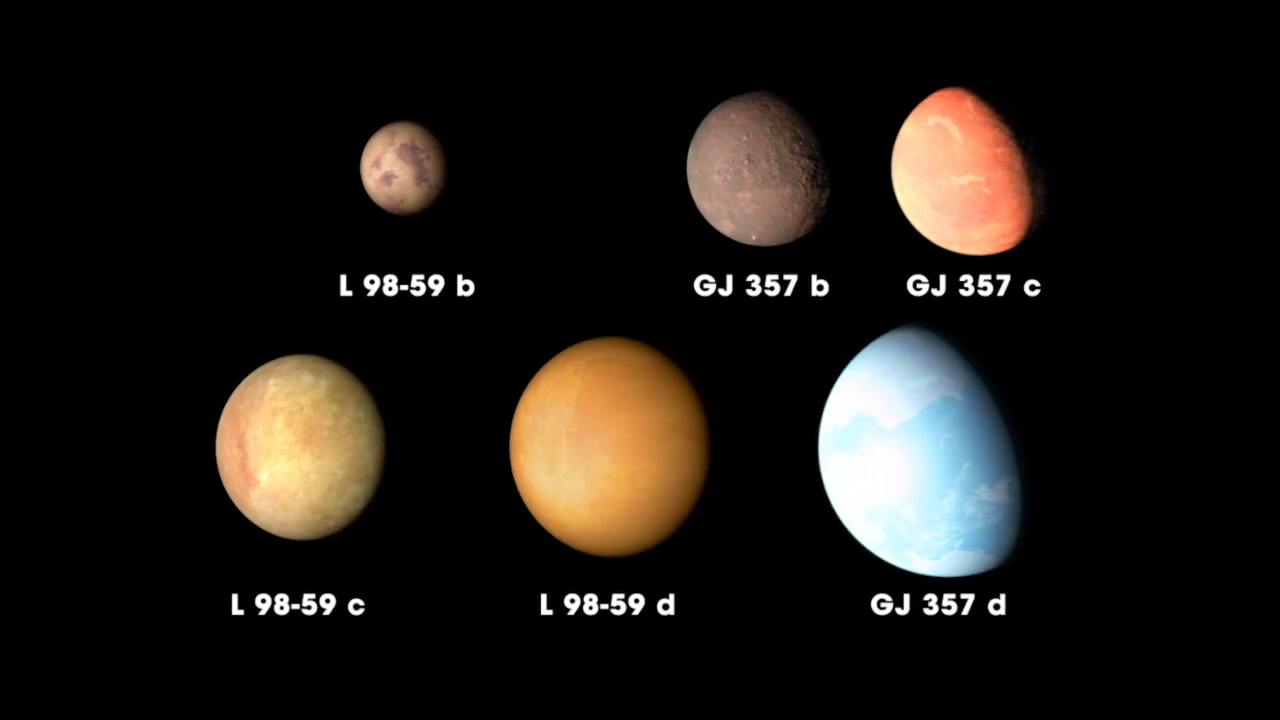 L 98-59 b
GJ 357 b
GJ 357 c
L 98-59 c
L 98-59 d
GJ 357 d